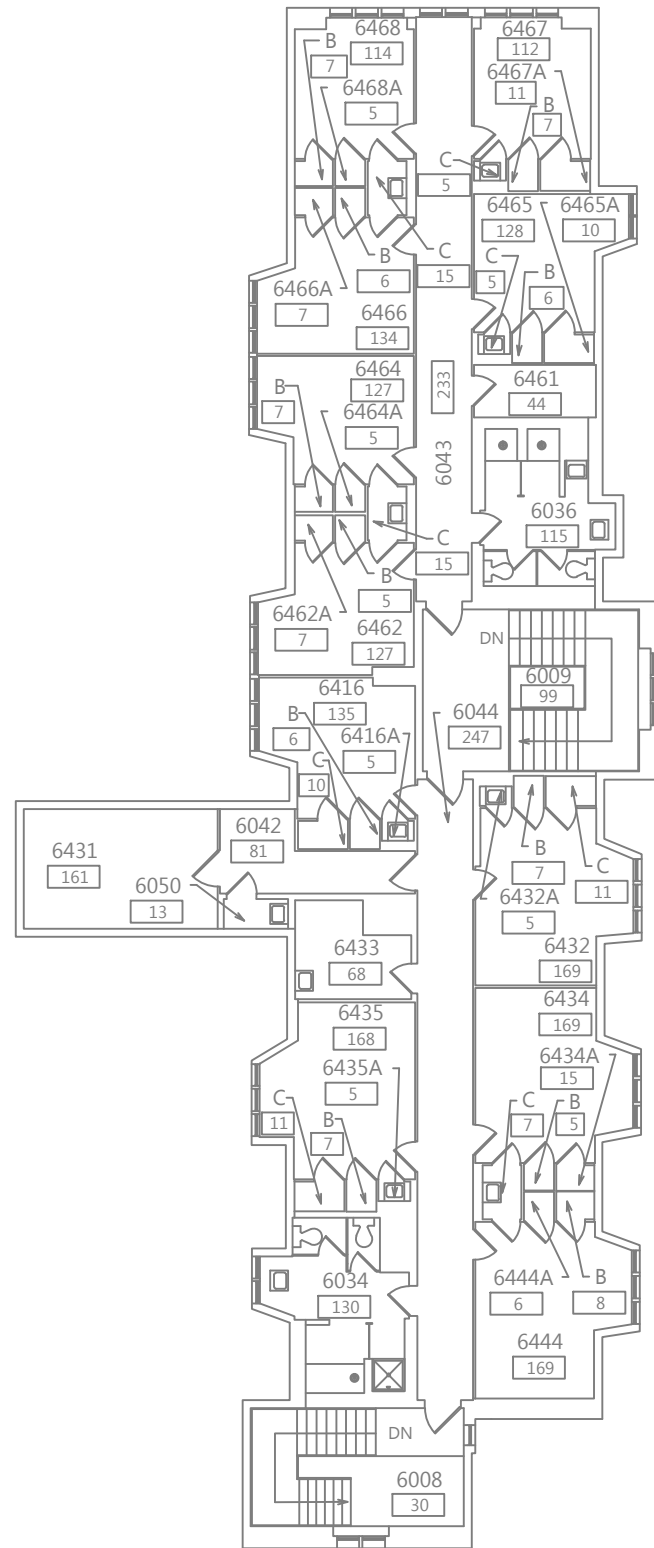 6468
114
B
7
6468A
5
6467
112
6467A
11
B
7
C
5
6465
128
6465A
10
B
6
C
15
C
5
B
6
6466A
7
6466
134
6464
127
B
7
6464A
5
233
6043
6461
44
6036
115
C
15
B
5
6462A
7
6462
127
DN
6009
99
6416
135
B
6
6416A
5
C
10
6044
247
6042
81
6431
161
6050
13
B
7
C
11
6432A
5
6432
169
6433
68
6434
169
6435
168
6434A
15
6435A
5
C
11
B
7
C
7
B
5
6034
130
6444A
6
B
8
6444
169
DN
6008
30